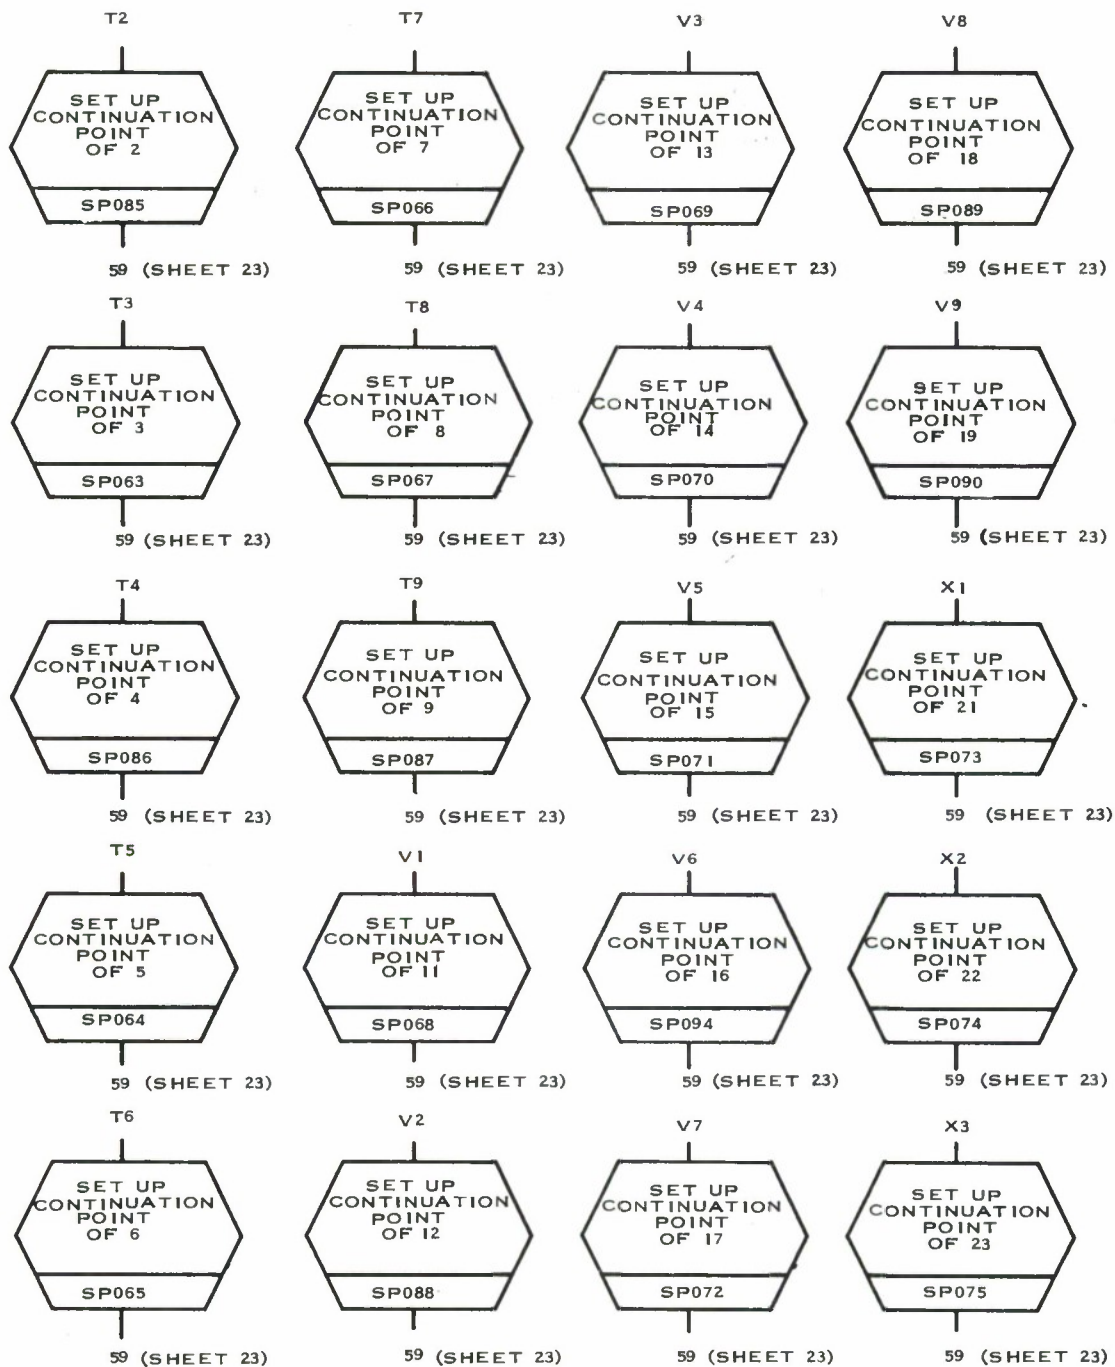 T2
SET UP
CONTINUATION
POINT
OF 2
SP085
59 (SHEET 23)
T7
SET UP
CONTINUATION
POINT
OF 7
SP066
59 (SHEET 23)
V3
SET UP
CONTINUATION
POINT
OF 13
SP069
59 (SHEET 23)
V8
SET UP
CONTINUATION
POINT
OF 18
SP089
59 (SHEET 23)
T3
SET UP
CONTINUATION
POINT
OF 3
SP063
59 (SHEET 23)
T8
SET UP
CONTINUATION
POINT
OF 8
SP067
59 (SHEET 23)
V4
SET UP
CONTINUATION
POINT
OF 14
SP070
59 (SHEET 23)
V9
SET UP
CONTINUATION
POINT
OF 19
SP090
59 (SHEET 23)
T4
SET UP
CONTINUATION
POINT
OF 4
SP086
59 (SHEET 23)
T9
SET UP
CONTINUATION
POINT
OF 9
SP087
59 (SHEET 23)
V5
SET UP
CONTINUATION
POINT
OF 15
SP071
59 (SHEET 23)
X1
SET UP
CONTINUATION
POINT
OF 21
SP073
59 (SHEET 23)
T5
SET UP
CONTINUATION
POINT
OF 5
SP064
59 (SHEET 23)
V1
SET UP
CONTINUATION
POINT
OF 11
SP068
59 (SHEET 23)
V6
SET UP
CONTINUATION
POINT
OF 16
SP094
59 (SHEET 23)
X2
SET UP
CONTINUATION
POINT
OF 22
SP074
59 (SHEET 23)
T6
SET UP
CONTINUATION
POINT
OF 6
SP065
59 (SHEET 23)
V2
SET UP
CONTINUATION
POINT
OF 12
SP088
59 (SHEET 23)
V7
SET UP
CONTINUATION
POINT
OF 17
SP072
59 (SHEET 23)
X3
SET UP
CONTINUATION
POINT
OF 23
SP075
59 (SHEET 23)